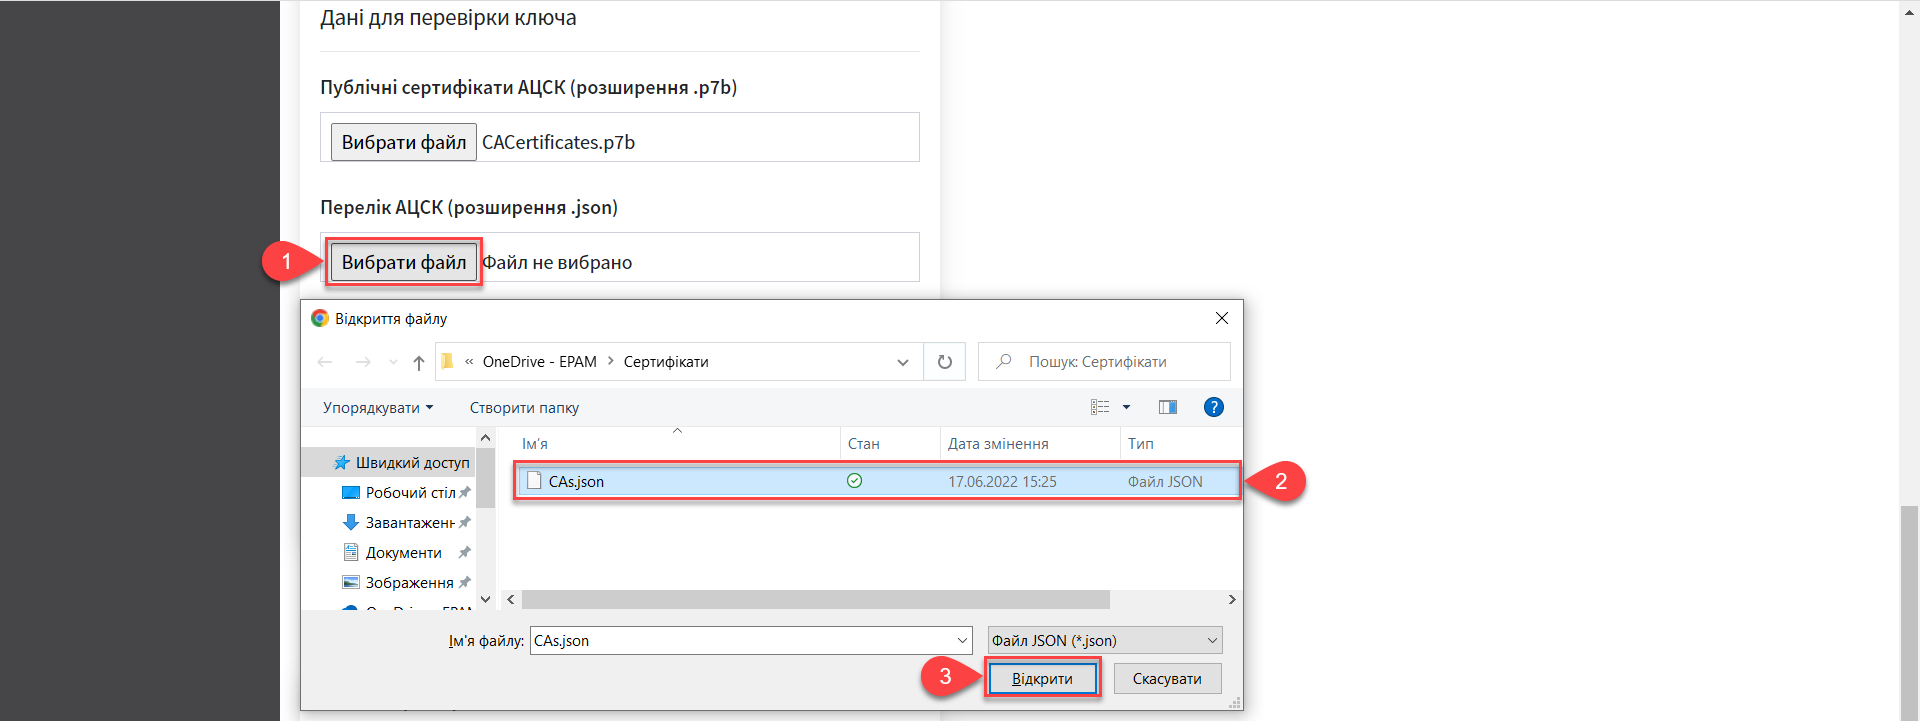 Дані для перевірки ключа
Публічні сертифікати АЦСК (розширення .p7b)
Вибрати файл CACertificates.p7b
Перелік АЦСК (розширення .json)
1
Вибрати файл Файл не вибрано
Відкриття файлу
« OneDrive - EPAM > Сертифікати
Пошук: Сертифікати
Упорядкувати Створити папку
?
Ім'я Стан Дата змінення Тип
Швидкий доступ
CAs.json 17.06.2022 15:25 Файл JSON
2
Робочий стіл
Завантаженн
Документи
Зображення
Ім'я файлу: CAs.json Файл JSON (*.json)
3
Відкрити Скасувати